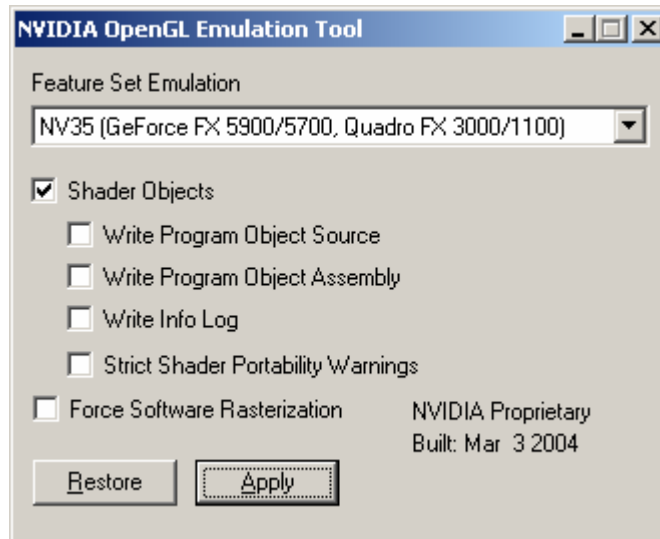 NVIDIA OpenGL Emulation Tool
Feature Set Emulation
NV35 (GeForce FX 5900/5700, Quadro FX 3000/1100)
Shader Objects
Write Program Object Source
Write Program Object Assembly
Write Info Log
Strict Shader Portability Warnings
Force Software Rasterization
NVIDIA Proprietary
Built: Mar 3 2004
Restore
Apply